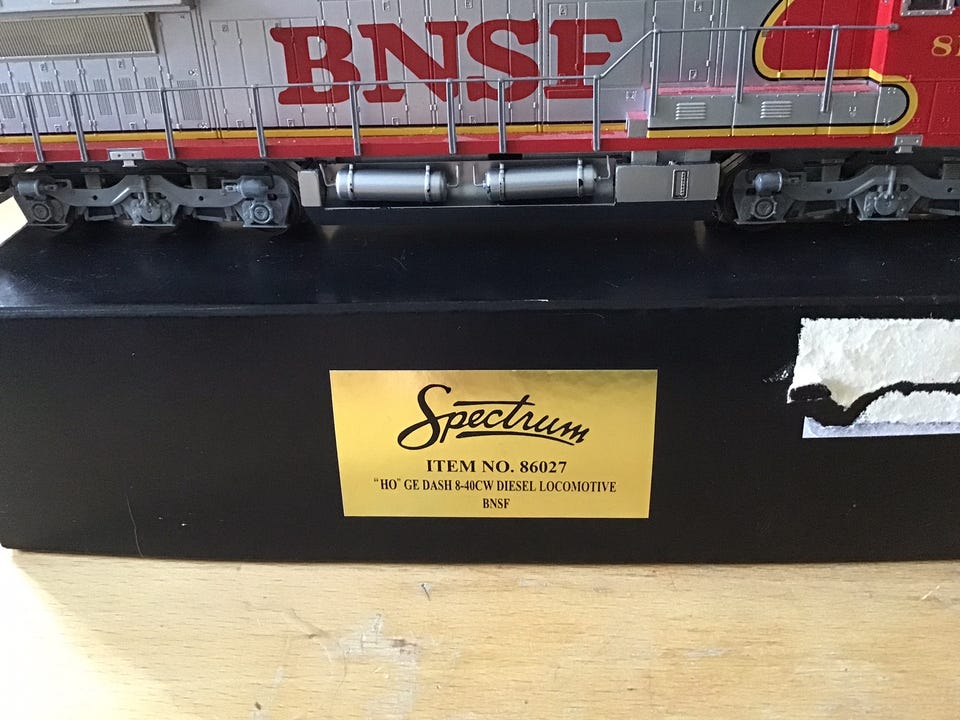 BNSF
Spectrum
ITEM NO. 86027
"HO" GE DASH 8-40CW DIESEL LOCOMOTIVE
BNSF